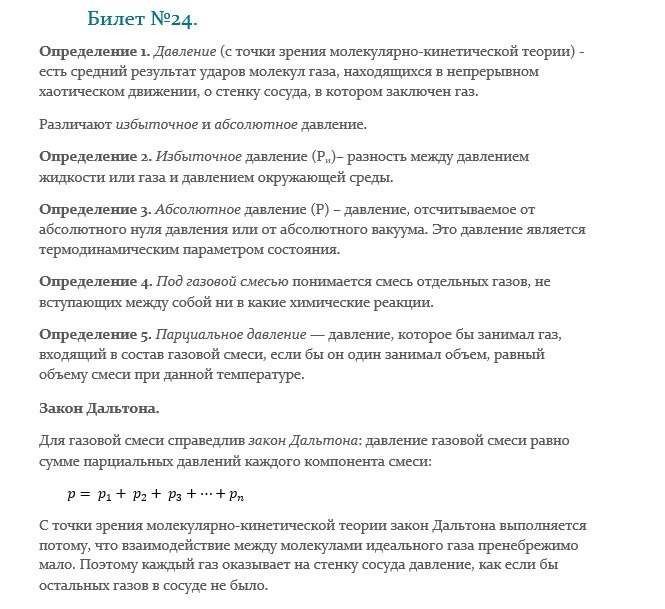 Билет №24.
Определение 1. Давление (с точки зрения молекулярно-кинетической теории) -
есть средний результат ударов молекул газа, находящихся в непрерывном
хаотическом движении, о стенку сосуда, в котором заключен газ.
Различают избыточное и абсолютное давление.
Определение 2. Избыточное давление (Ри)– разность между давлением
жидкости или газа и давлением окружающей среды.
Определение 3. Абсолютное давление (Р) – давление, отсчитываемое от
абсолютного нуля давления или от абсолютного вакуума. Это давление является
термодинамическим параметром состояния.
Определение 4. Под газовой смесью понимается смесь отдельных газов, не
вступающих между собой ни в какие химические реакции.
Определение 5. Парциальное давление — давление, которое бы занимал газ,
входящий в состав газовой смеси, если бы он один занимал объем, равный
объему смеси при данной температуре.
Закон Дальтона.
Для газовой смеси справедлив закон Дальтона: давление газовой смеси равно
сумме парциальных давлений каждого компонента смеси:
p = p₁ + p₂ + p₃ + ⋯ + pₙ
С точки зрения молекулярно-кинетической теории закон Дальтона выполняется
потому, что взаимодействие между молекулами идеального газа пренебрежимо
мало. Поэтому каждый газ оказывает на стенку сосуда давление, как если бы
остальных газов в сосуде не было.